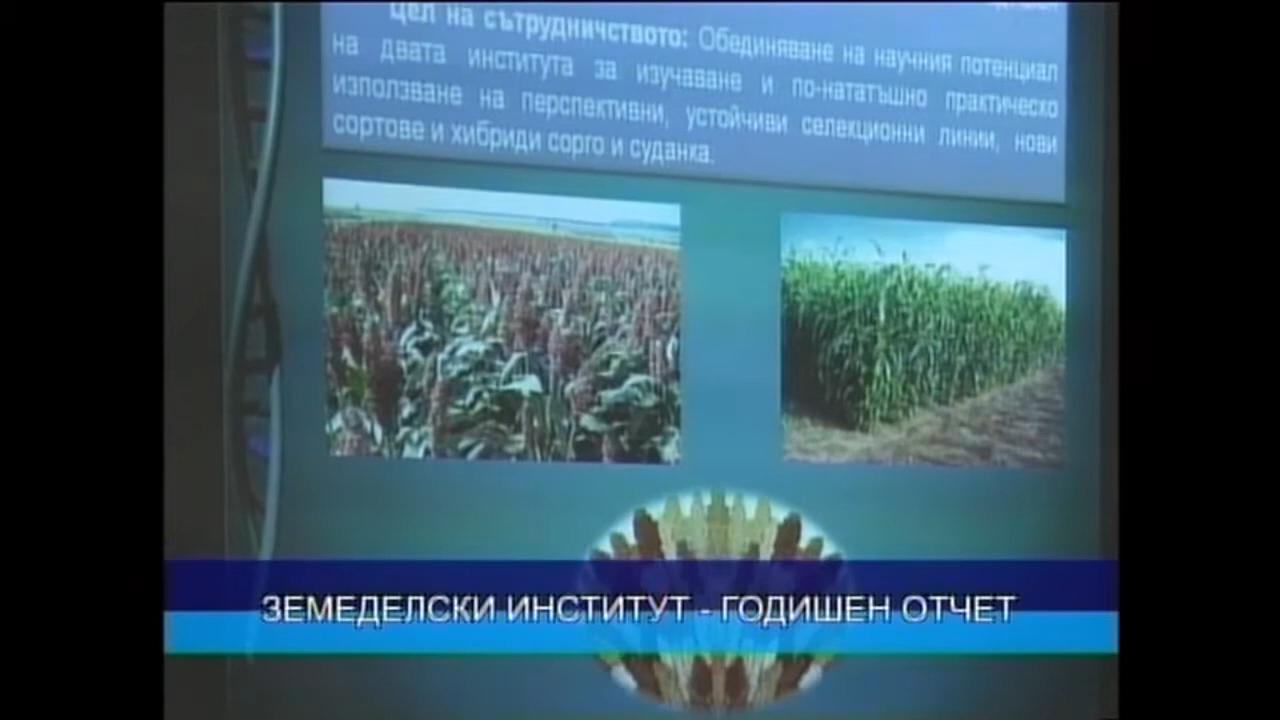 Цел на сътрудничството: Обединяване на научния потенциал
на двата института за изучаване и по-нататъшно практическо
използване на перспективни, устойчиви селекционни линии, нови
сортове и хибриди сорго и суданка.
ЗЕМЕДЕЛСКИ ИНСТИТУТ - ГОДИШЕН ОТЧЕТ